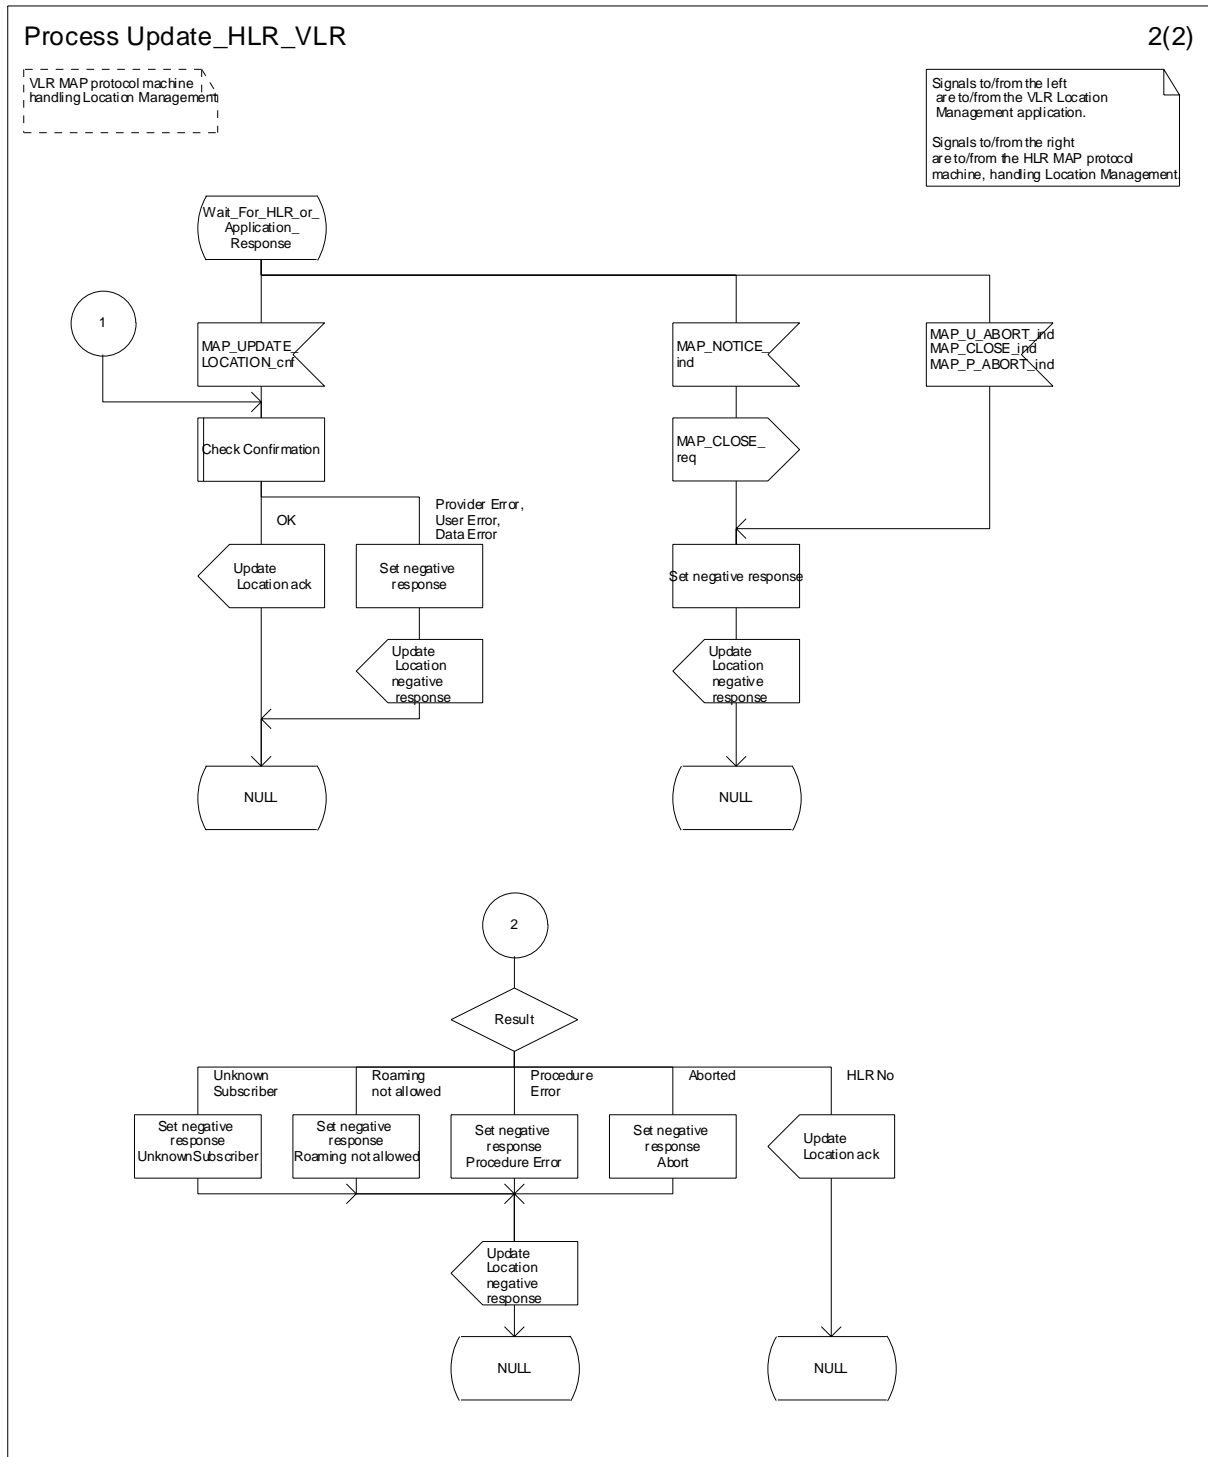 Process Update_HLR_VLR
2(2)
VLR MAP protocol machine
handling Location Management
Signals to/from the left
are to/from the VLR Location
Management application.
Signals to/from the right
are to/from the HLR MAP protocol
machine, handling Location Management.
Wait_For_HLR_or_
Application_
Response
1
MAP_UPDATE_
LOCATION_cnf
MAP_NOTICE_
ind
MAP_U_ABORT_ind
MAP_CLOSE_ind
MAP_P_ABORT_ind
Check Confirmation
MAP_CLOSE_
req
OK
Provider Error,
User Error,
Data Error
Update
Location ack
Set negative
response
Set negative response
Update
Location
negative
response
Update
Location
negative
response
NULL
NULL
2
Result
Unknown
Subscriber
Roaming
not allowed
Procedure
Error
Aborted
HLR No
Set negative
response
UnknownSubscriber
Set negative
response
Roaming not allowed
Set negative
response
Procedure Error
Set negative
response
Abort
Update
Location ack
Update
Location
negative
response
NULL
NULL